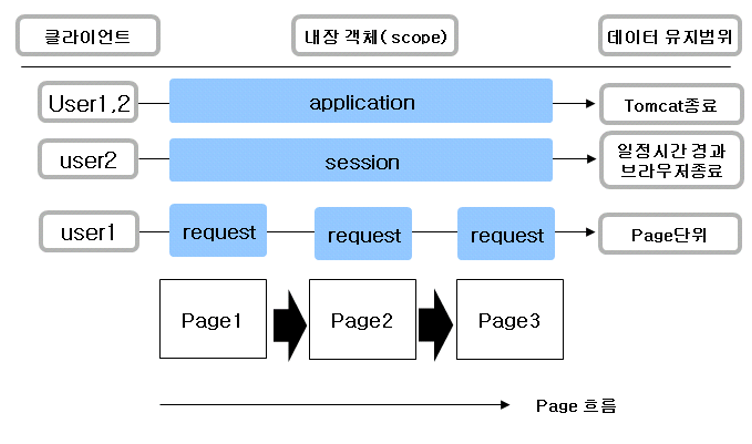 클라이언트
내장 객체( scope)
데이터 유지범위
User1,2
application
Tomcat종료
user2
session
일정시간 경과
브라우저종료
user1
request
request
request
Page단위
Page1
Page2
Page3
Page 흐름